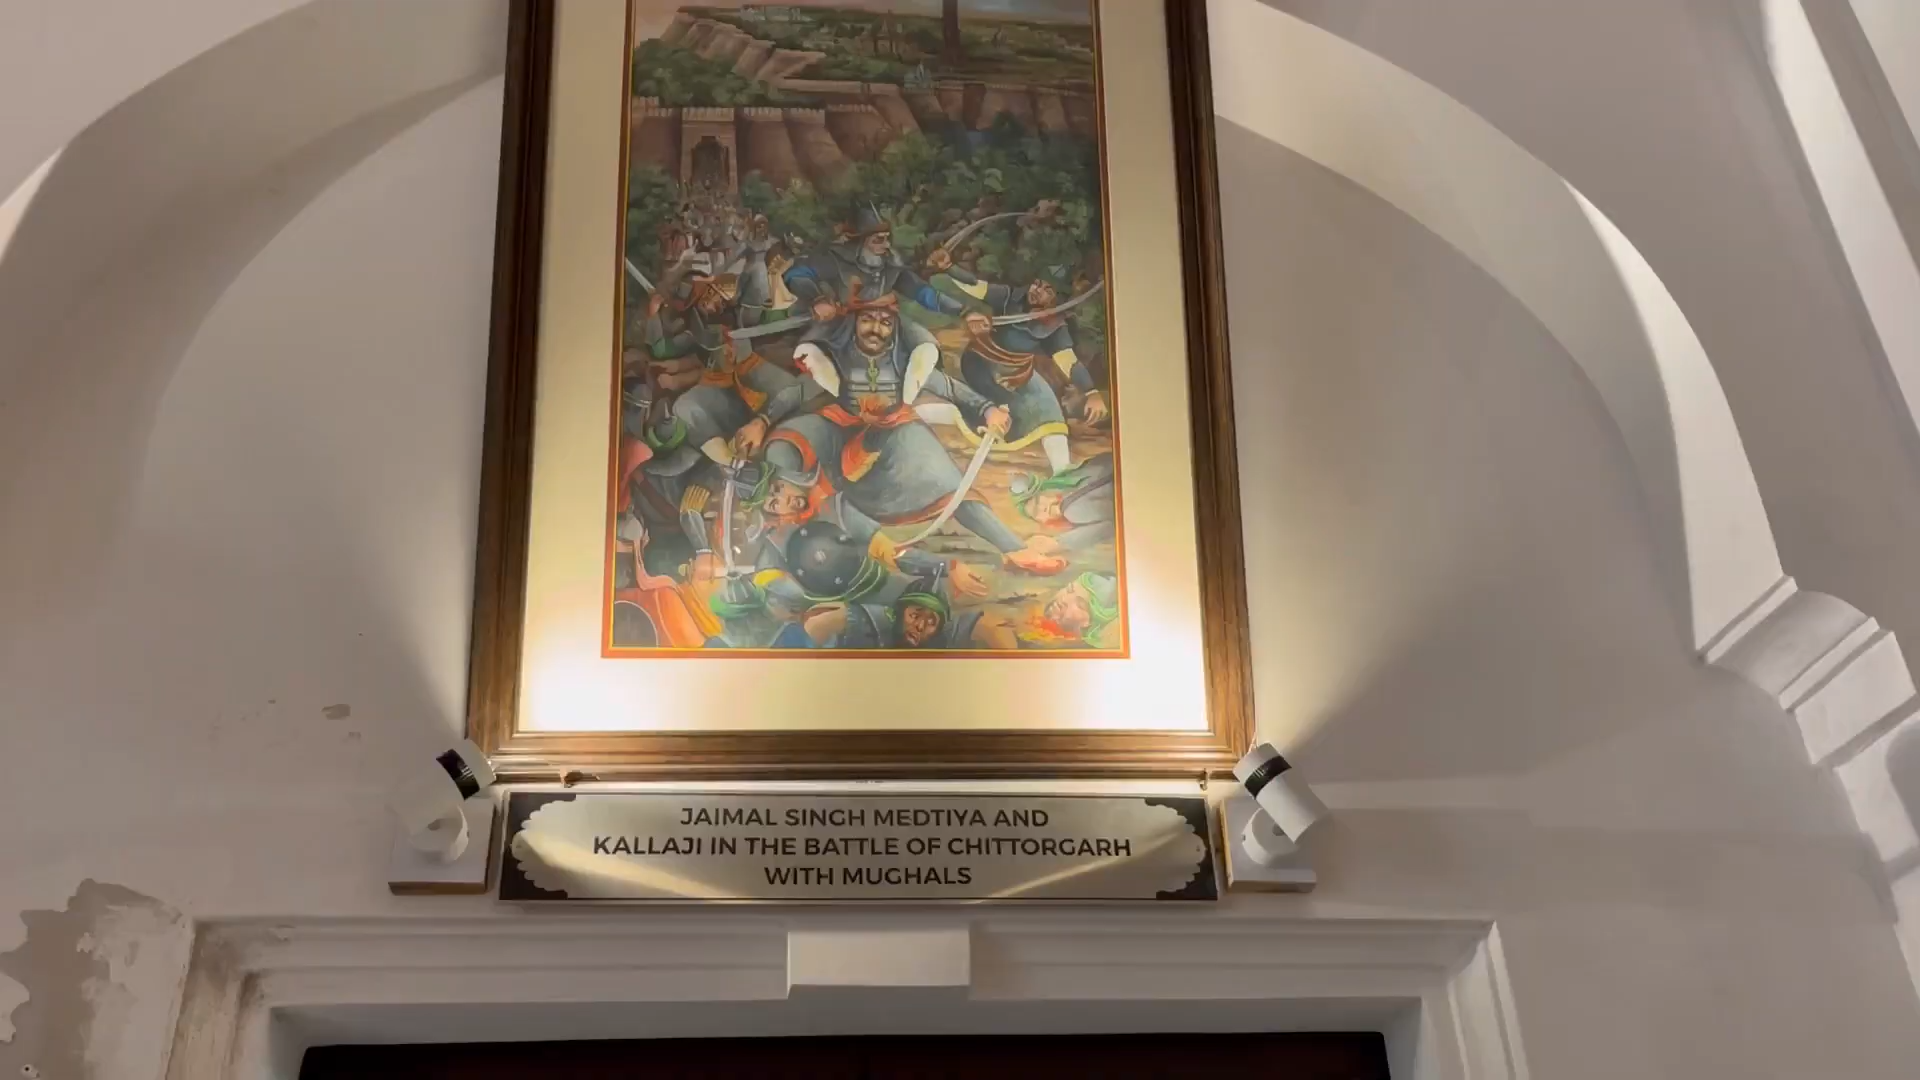 JAIMAL SINGH MEDTIYA AND
KALLAJI IN THE BATTLE OF CHITTORGARH
WITH MUGHALS